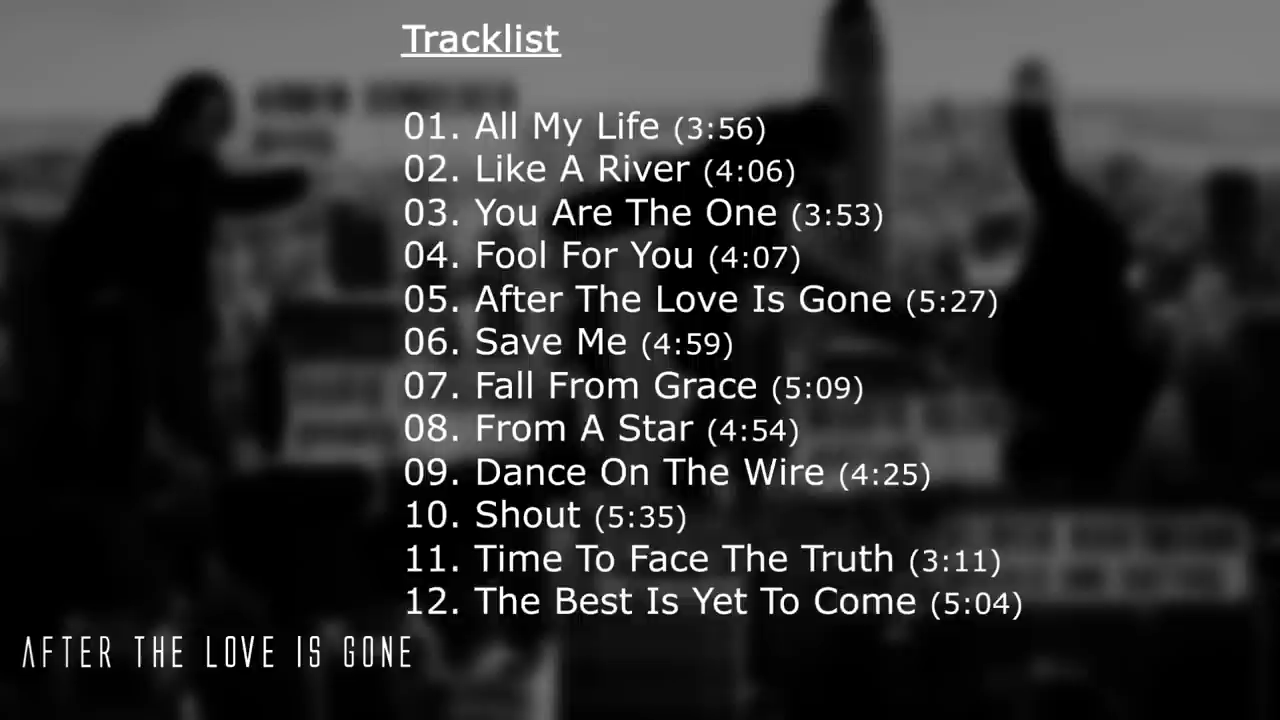 Tracklist
01. All My Life (3:56)
02. Like A River (4:06)
03. You Are The One (3:53)
04. Fool For You (4:07)
05. After The Love Is Gone (5:27)
06. Save Me (4:59)
07. Fall From Grace (5:09)
08. From A Star (4:54)
09. Dance On The Wire (4:25)
10. Shout (5:35)
11. Time To Face The Truth (3:11)
12. The Best Is Yet To Come (5:04)
AFTER THE LOVE IS GONE